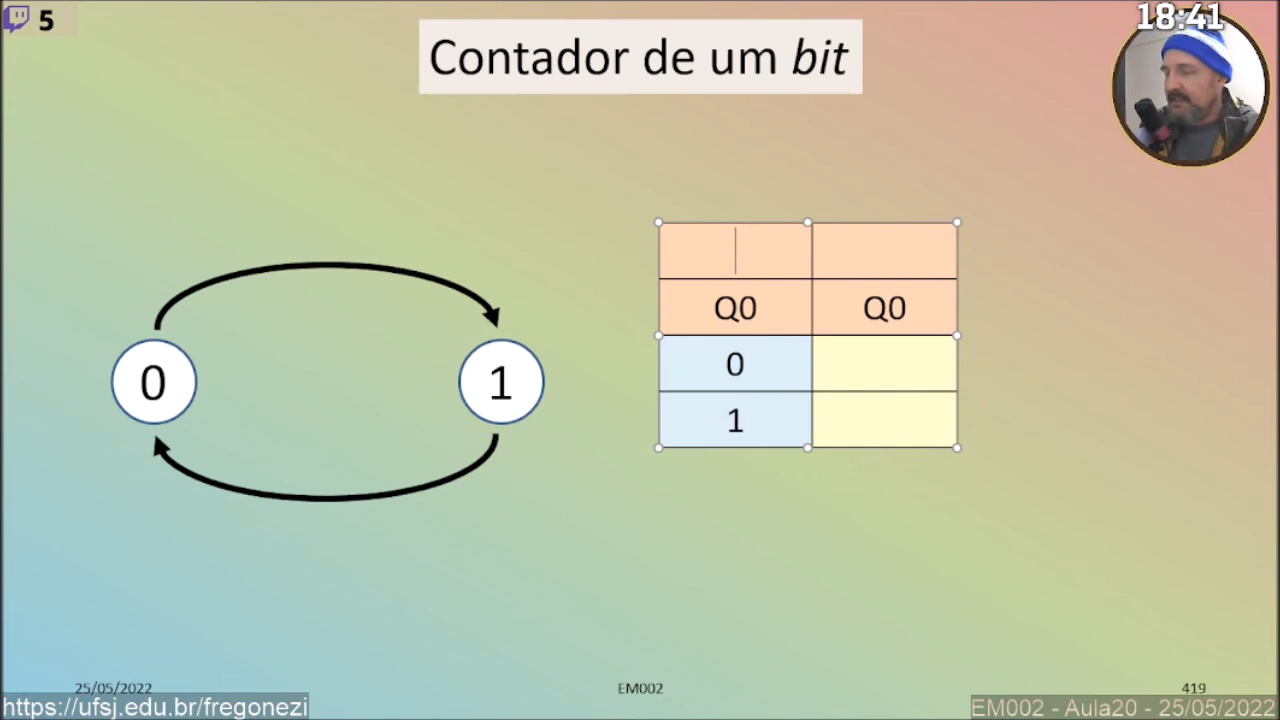 5
18:41
Contador de um bit
0
1
Q0 Q0
0
1
25/05/2022
EM002
419
https://ufsj.edu.br/fregonezi
EM002 - Aula20 - 25/05/2022